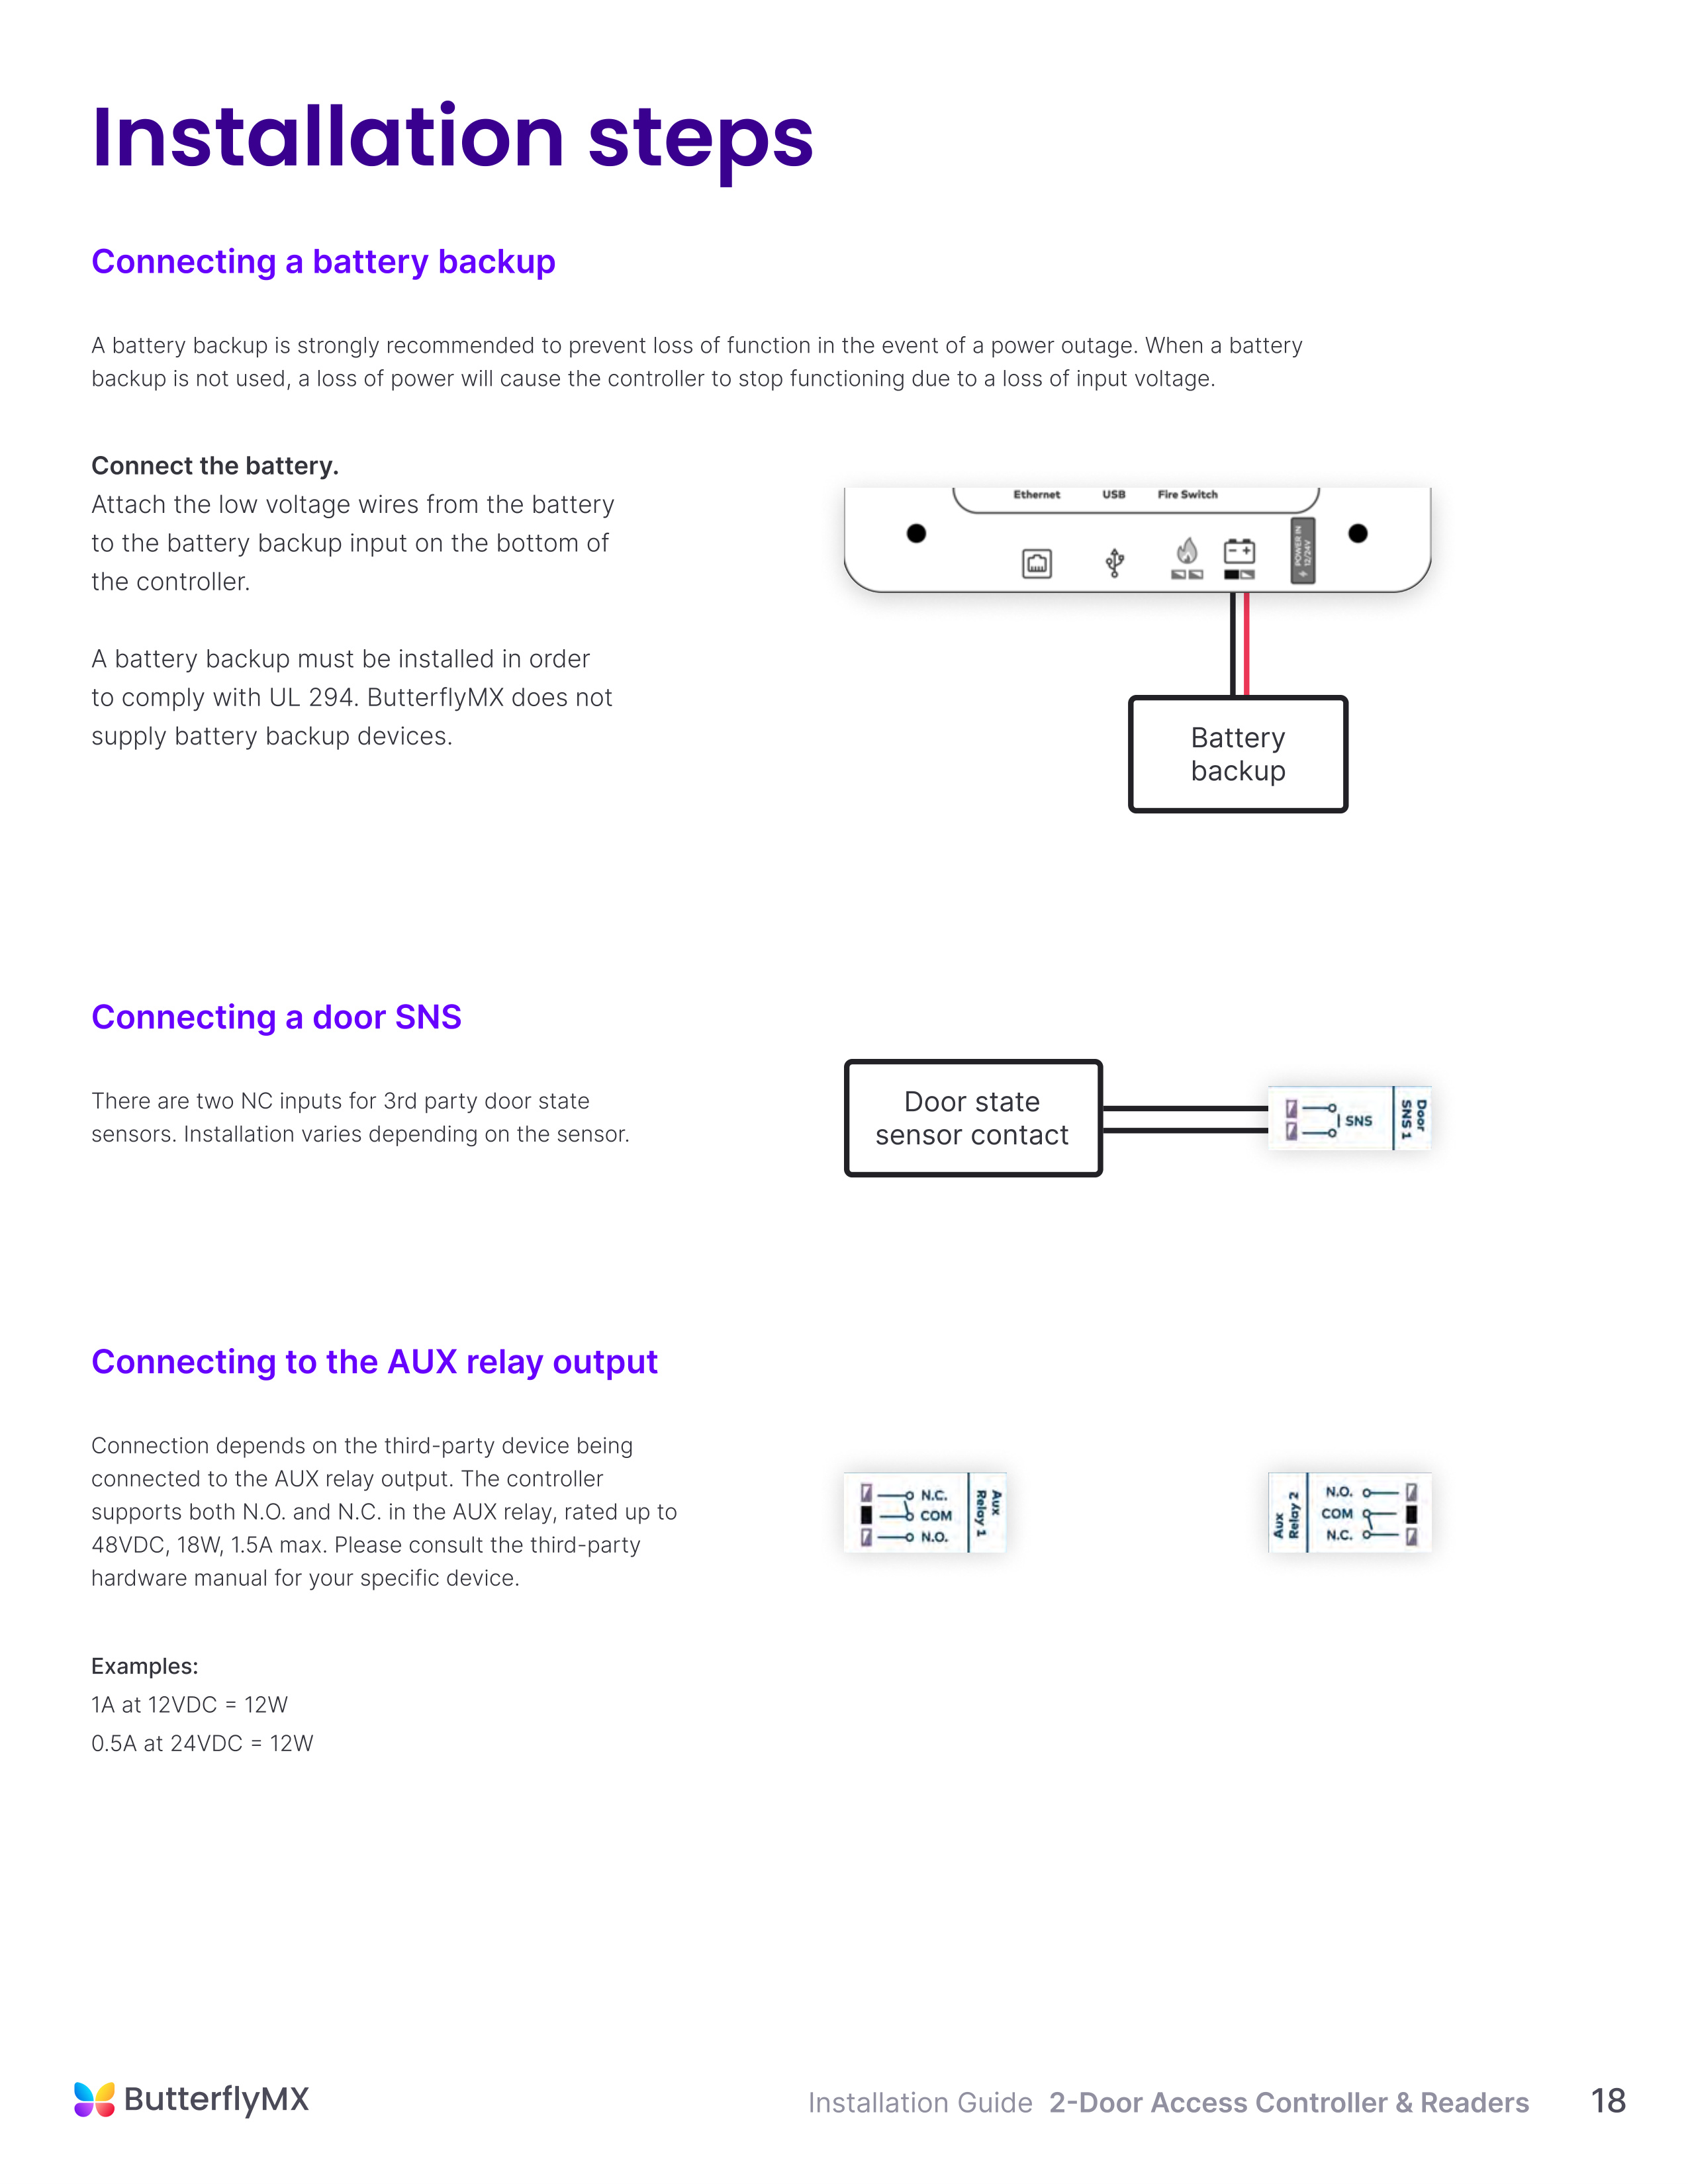 Installation steps
Connecting a battery backup
A battery backup is strongly recommended to prevent loss of function in the event of a power outage. When a battery
backup is not used, a loss of power will cause the controller to stop functioning due to a loss of input voltage.
Connect the battery.
Attach the low voltage wires from the battery
to the battery backup input on the bottom of
the controller.
A battery backup must be installed in order
to comply with UL 294. ButterflyMX does not
supply battery backup devices.
Ethernet USB Fire Switch
POWER IN
12/24V
Battery
backup
Connecting a door SNS
There are two NC inputs for 3rd party door state
sensors. Installation varies depending on the sensor.
Door state
sensor contact
SNS
Door
SNS 1
Connecting to the AUX relay output
Connection depends on the third-party device being
connected to the AUX relay output. The controller
supports both N.O. and N.C. in the AUX relay, rated up to
48VDC, 18W, 1.5A max. Please consult the third-party
hardware manual for your specific device.
N.C.
COM
N.O.
Aux
Relay 1
Aux
Relay 2
N.O.
COM
N.C.
Examples:
1A at 12VDC = 12W
0.5A at 24VDC = 12W
ButterflyMX
Installation Guide 2-Door Access Controller & Readers 18